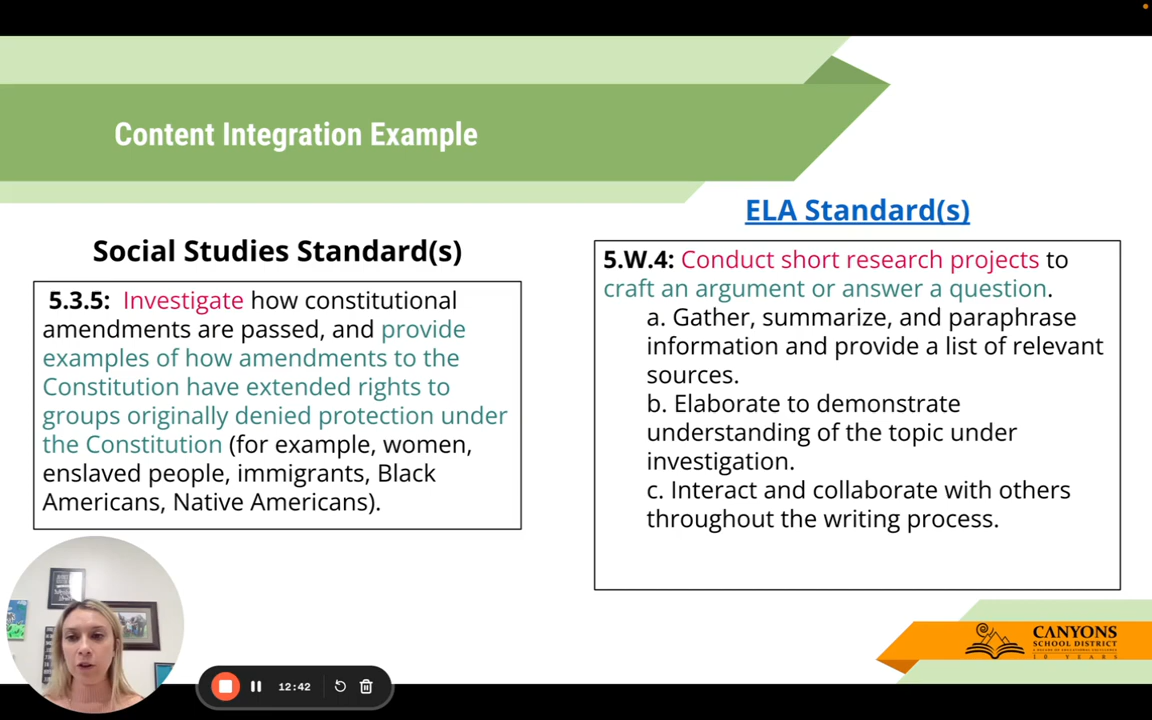 Content Integration Example
Social Studies Standard(s)
5.3.5: Investigate how constitutional
amendments are passed, and provide
examples of how amendments to the
Constitution have extended rights to
groups originally denied protection under
the Constitution (for example, women,
enslaved people, immigrants, Black
Americans, Native Americans).
ELA Standard(s)
5.W.4: Conduct short research projects to
craft an argument or answer a question.
a. Gather, summarize, and paraphrase
information and provide a list of relevant
sources.
b. Elaborate to demonstrate
understanding of the topic under
investigation.
c. Interact and collaborate with others
throughout the writing process.
12:42
CANYONS
SCHOOL DISTRICT
10 YEARS